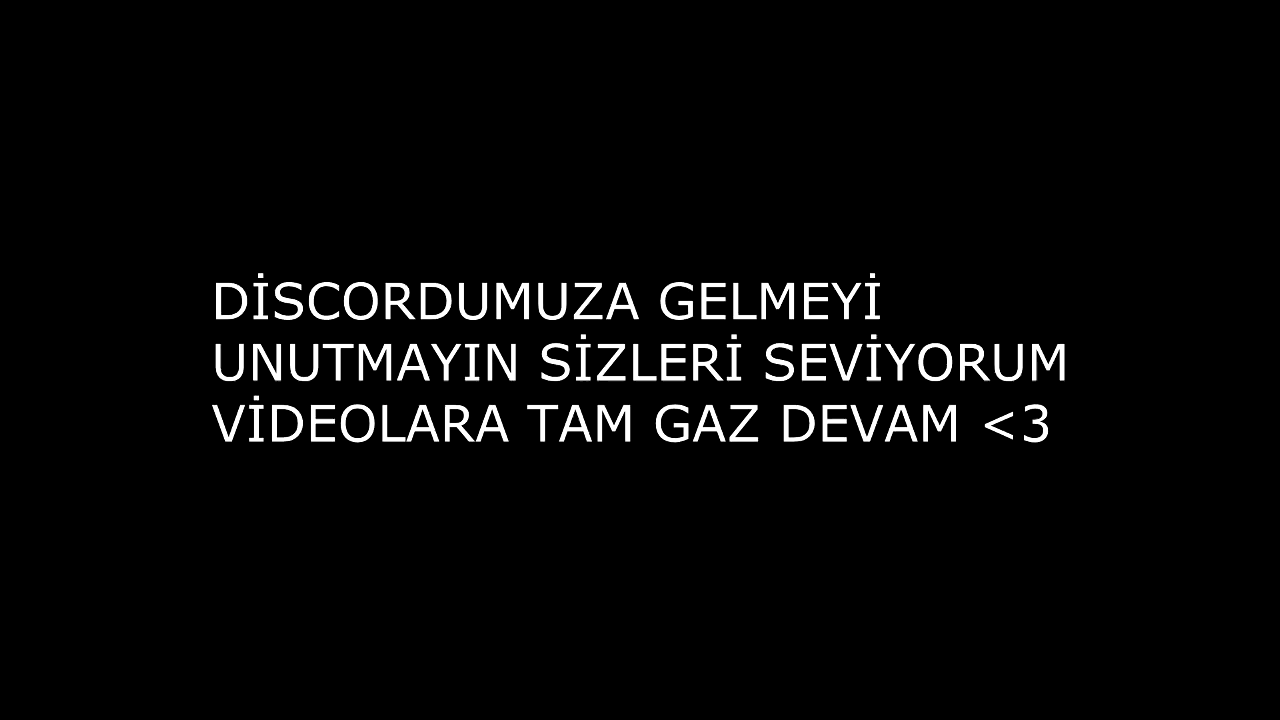 DİSCORDUMUZA GELMEYİ
UNUTMAYIN SİZLERİ SEVİYORUM
VİDEOLARA TAM GAZ DEVAM <3